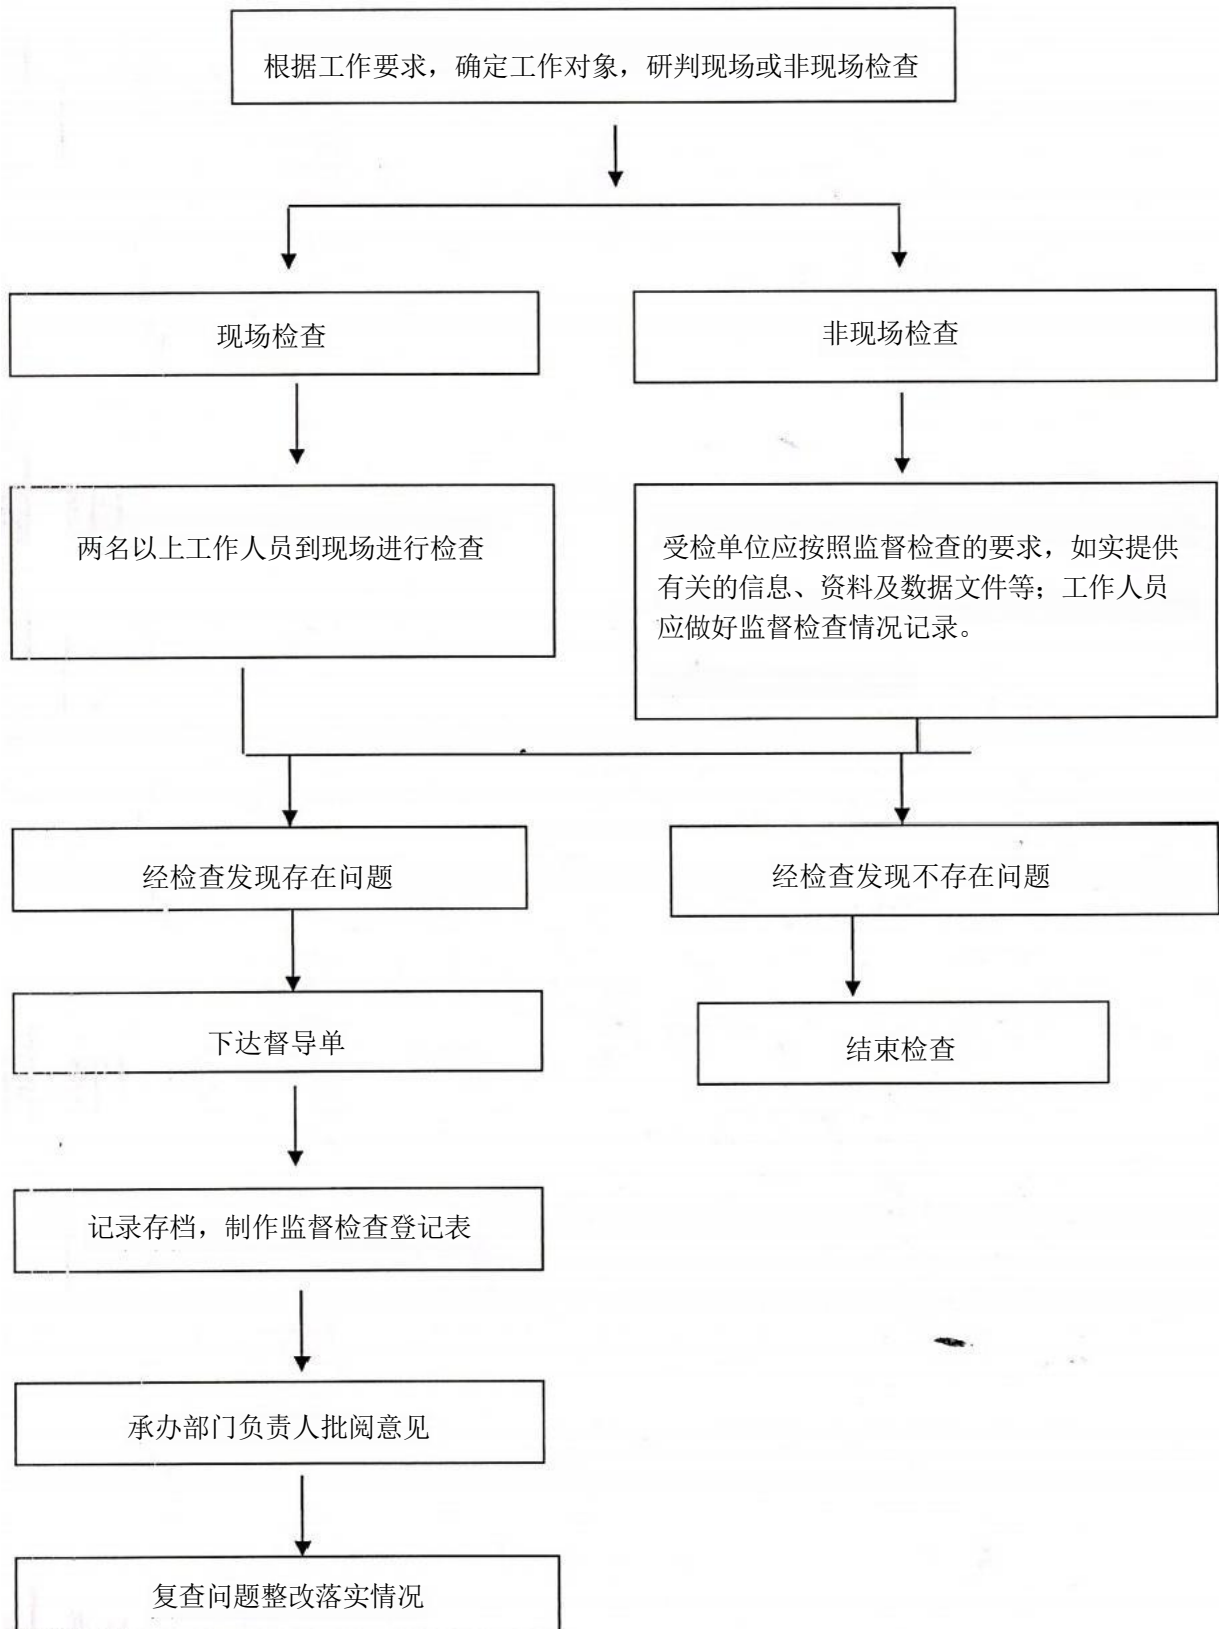 根据工作要求，确定工作对象，研判现场或非现场检查
现场检查
非现场检查
两名以上工作人员到现场进行检查
受检单位应按照监督检查的要求，如实提供
有关的信息、资料及数据文件等；工作人员
应做好监督检查情况记录。
经检查发现存在问题
经检查发现不存在问题
下达督导单
结束检查
记录存档，制作监督检查登记表
承办部门负责人批阅意见
复查问题整改落实情况